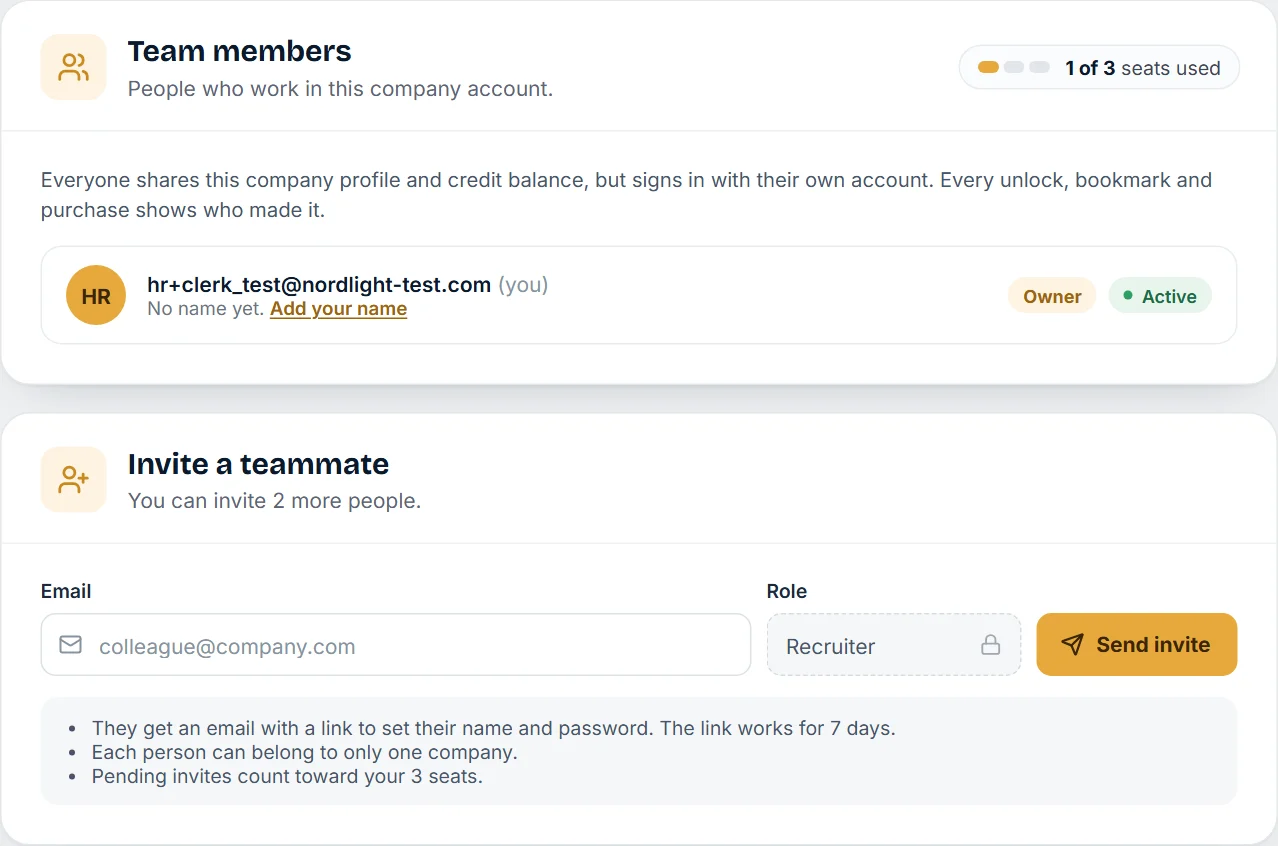 Team members
People who work in this company account.
1 of 3 seats used
Everyone shares this company profile and credit balance, but signs in with their own account. Every unlock, bookmark and
purchase shows who made it.
HR
hr+clerk_test@nordlight-test.com (you)
No name yet. Add your name
Owner
Active
Invite a teammate
You can invite 2 more people.
Email
Role
colleague@company.com
Recruiter
Send invite
• They get an email with a link to set their name and password. The link works for 7 days.
• Each person can belong to only one company.
• Pending invites count toward your 3 seats.